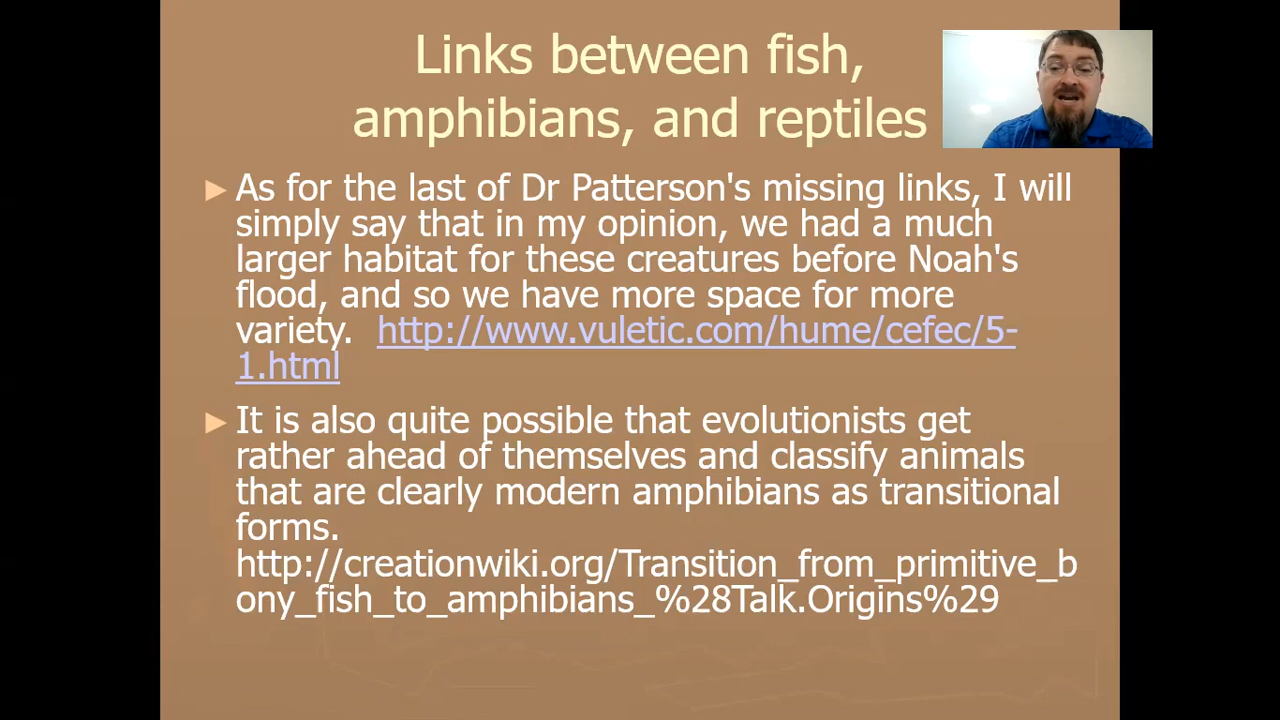 Links between fish,
amphibians, and reptiles
► As for the last of Dr Patterson's missing links, I will
simply say that in my opinion, we had a much
larger habitat for these creatures before Noah's
flood, and so we have more space for more
variety. http://www.vuletic.com/hume/cefec/5-
1.html
► It is also quite possible that evolutionists get
rather ahead of themselves and classify animals
that are clearly modern amphibians as transitional
forms.
http://creationwiki.org/Transition_from_primitive_b
ony_fish_to_amphibians_%28Talk.Origins%29